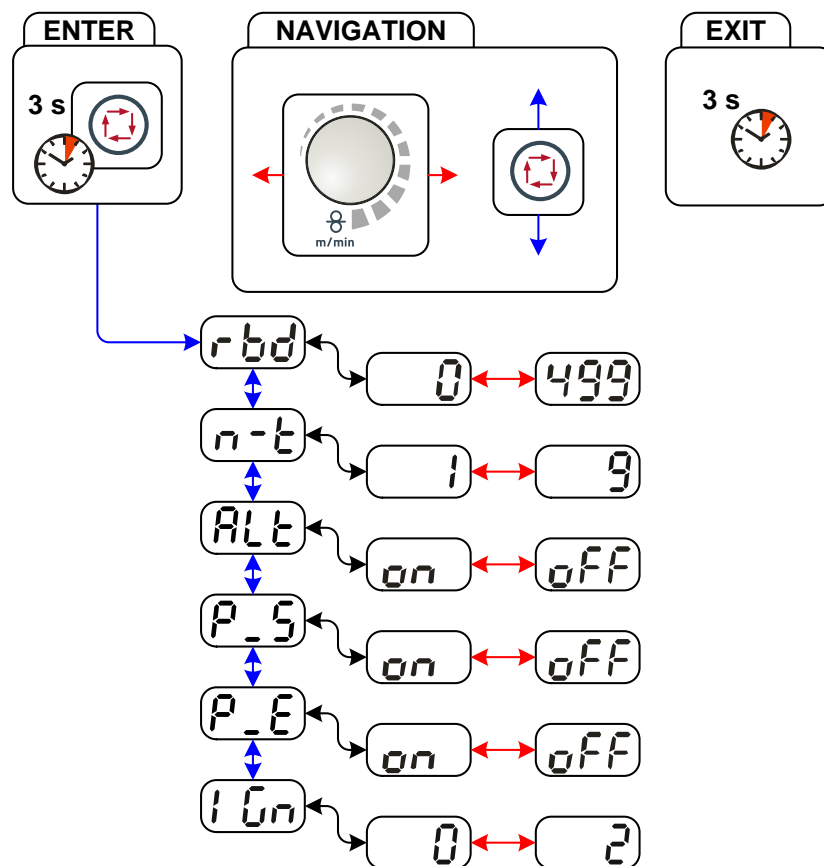 ENTER
NAVIGATION
EXIT
3 s
3 s
m/min
rbd
0
499
n-t
1
9
ALt
on
oFF
P_S
on
oFF
P_E
on
oFF
IGn
0
2